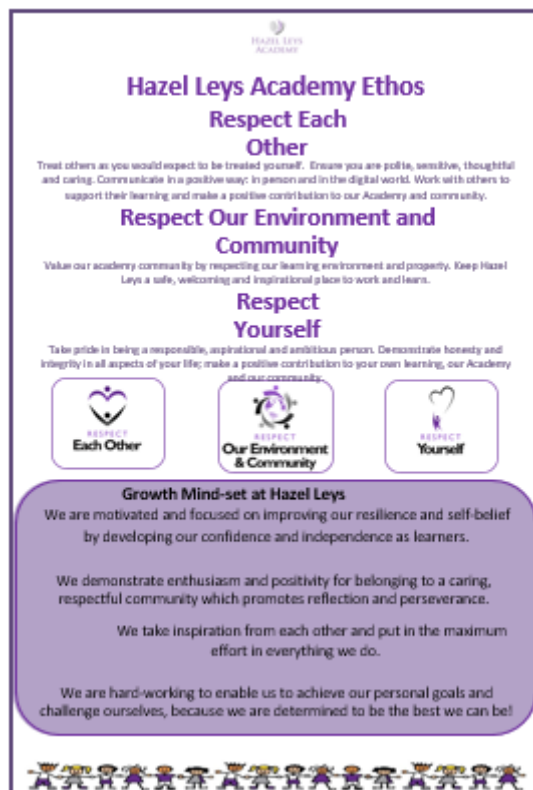 HAZEL LEYS
ACADEMY
Hazel Leys Academy Ethos
Respect Each
Other
Treat others as you would expect to be treated yourself. Ensure you are polite, sensitive, thoughtful
and caring. Communicate in a positive way: in person and in the digital world. Work with others to
support their learning and make a positive contribution to our Academy and community.
Respect Our Environment and
Community
Value our academy community by respecting our learning environment and property. Keep Hazel
Leys a safe, welcoming and inspirational place to work and learn.
Respect
Yourself
Take pride in being a responsible, aspirational and ambitious person. Demonstrate honesty and
integrity in all aspects of your life; make a positive contribution to your own learning, our Academy
and our community.
RESPECT
Each Other
RESPECT
Our Environment
& Community
RESPECT
Yourself
Growth Mind-set at Hazel Leys
We are motivated and focused on improving our resilience and self-belief
by developing our confidence and independence as learners.
We demonstrate enthusiasm and positivity for belonging to a caring,
respectful community which promotes reflection and perseverance.
We take inspiration from each other and put in the maximum
effort in everything we do.
We are hard-working to enable us to achieve our personal goals and
challenge ourselves, because we are determined to be the best we can be!